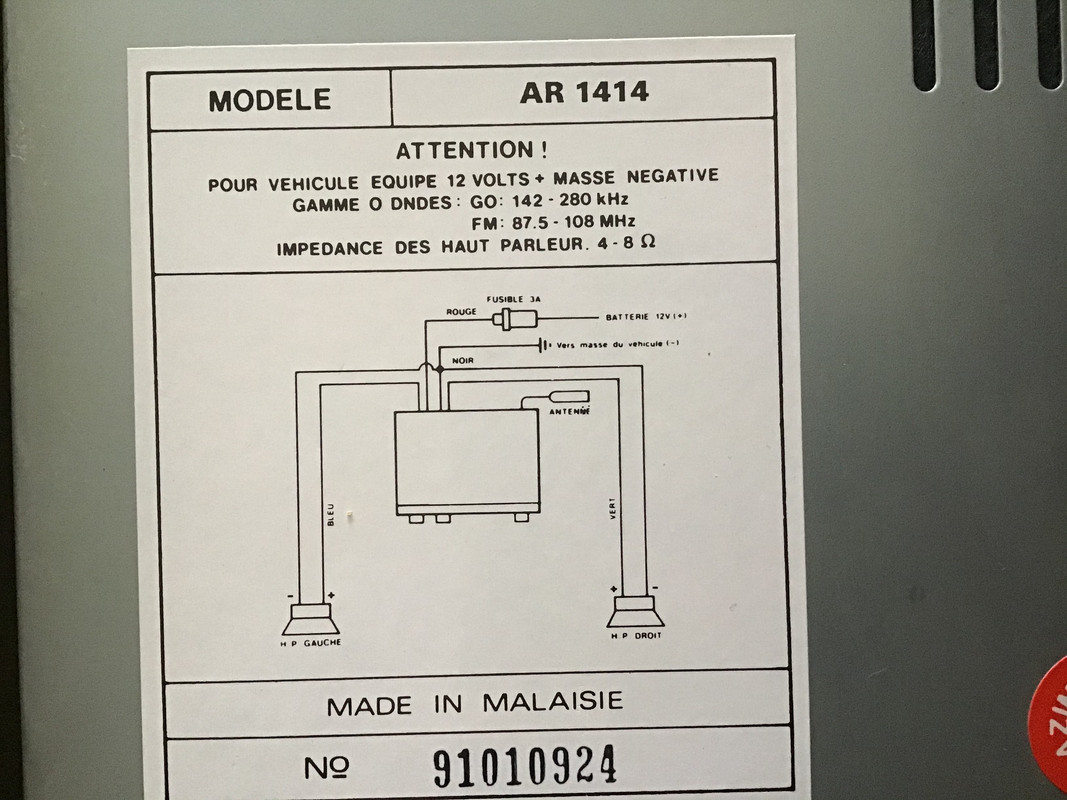 MODELE
AR 1414
ATTENTION !
POUR VEHICULE EQUIPE 12 VOLTS + MASSE NEGATIVE
GAMME O DNDES : GO: 142 - 280 kHz
FM: 87.5 - 108 MHz
IMPEDANCE DES HAUT PARLEUR. 4 - 8 Ω
FUSIBLE 3A
ROUGE
BATTERIE 12V (+)
Vers masse du vehicule (-)
NOIR
ANTENNE
BLEU
VERT
- +
+ -
H P GAUCHE
H P DROIT
MADE IN MALAISIE
Nº 91010924